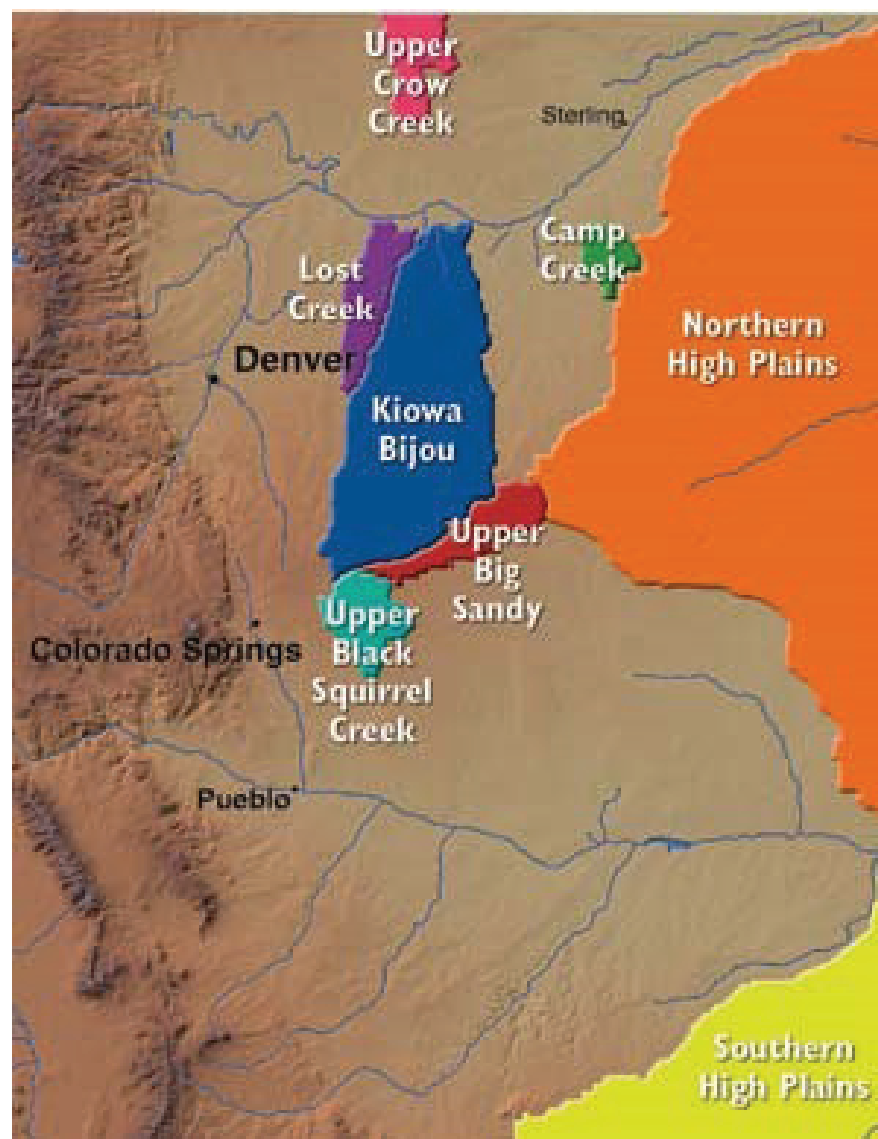 Upper
Crow
Creek
Sterling
Camp
Creek
Lost
Creek
Northern
High Plains
Denver
Kiowa
Bijou
Upper
Big
Sandy
Upper
Black
Squirrel
Creek
Colorado Springs
Pueblo
Southern
High Plains